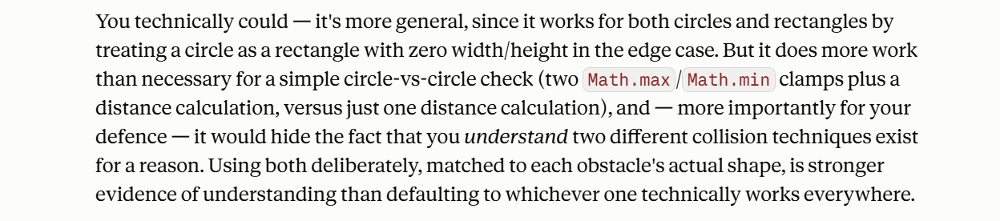 You technically could — it's more general, since it works for both circles and rectangles by
treating a circle as a rectangle with zero width/height in the edge case. But it does more work
than necessary for a simple circle-vs-circle check (two Math.max/Math.min clamps plus a
distance calculation, versus just one distance calculation), and — more importantly for your
defence — it would hide the fact that you understand two different collision techniques exist
for a reason. Using both deliberately, matched to each obstacle's actual shape, is stronger
evidence of understanding than defaulting to whichever one technically works everywhere.